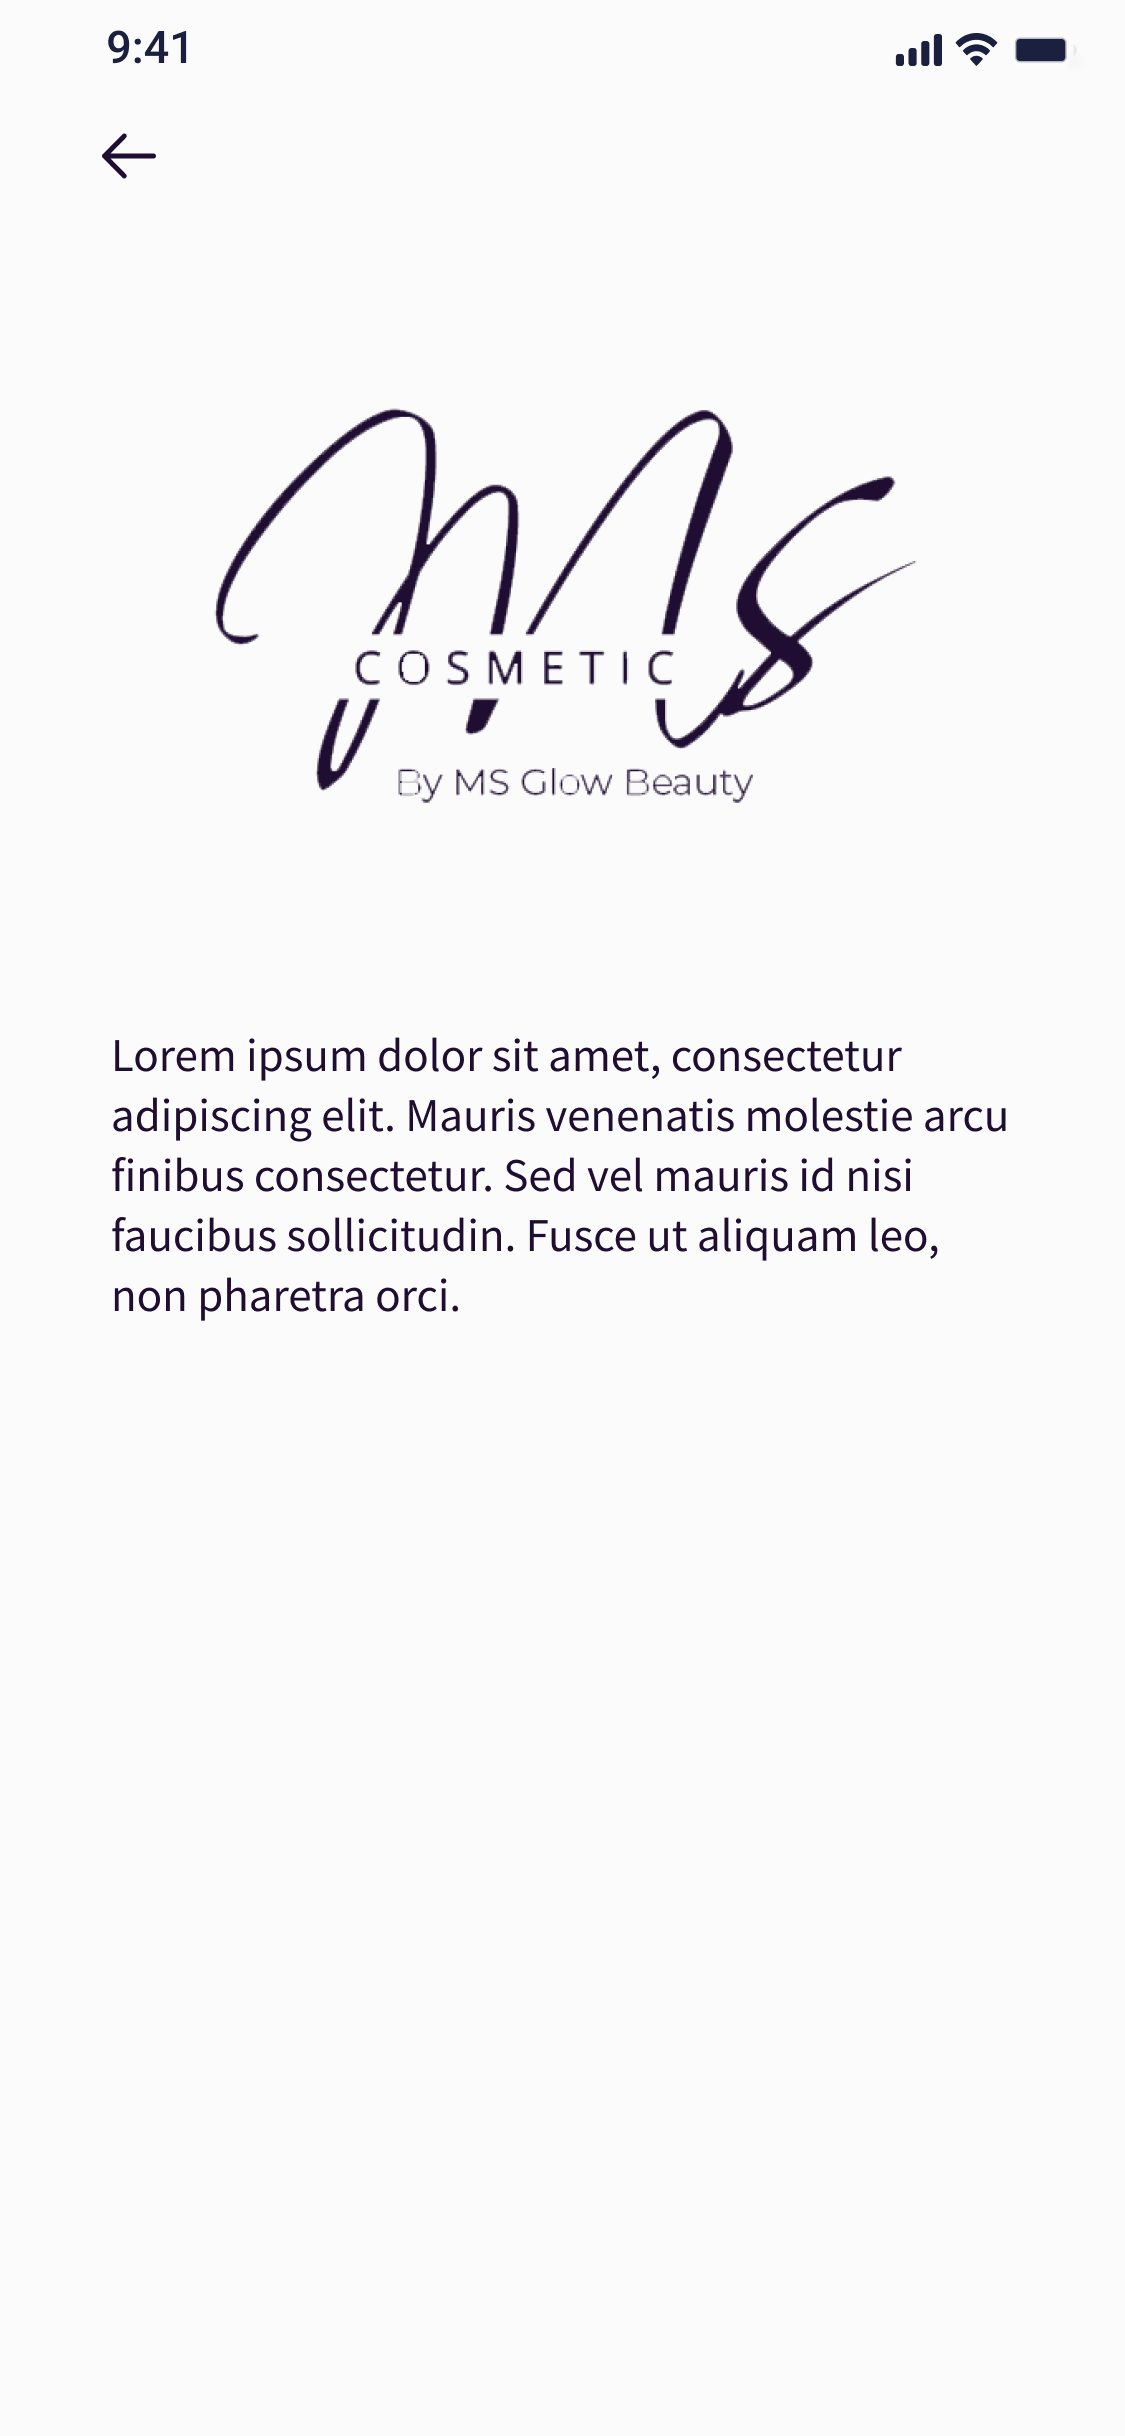 9:41
Ms
COSMETIC
By MS Glow Beauty
Lorem ipsum dolor sit amet, consectetur
adipiscing elit. Mauris venenatis molestie arcu
finibus consectetur. Sed vel mauris id nisi
faucibus sollicitudin. Fusce ut aliquam leo,
non pharetra orci.